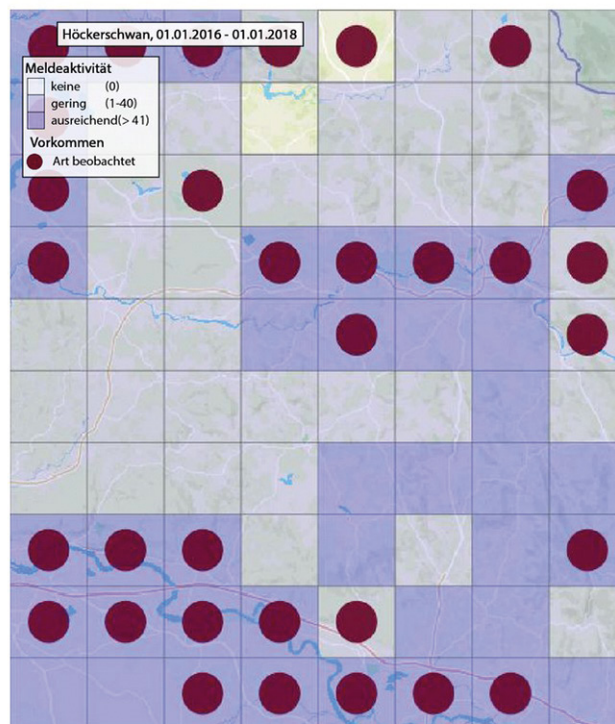 Höckerschwan, 01.01.2016 - 01.01.2018
Meldeaktivität
keine (0)
gering (1-40)
ausreichend(> 41)
Vorkommen
Art beobachtet